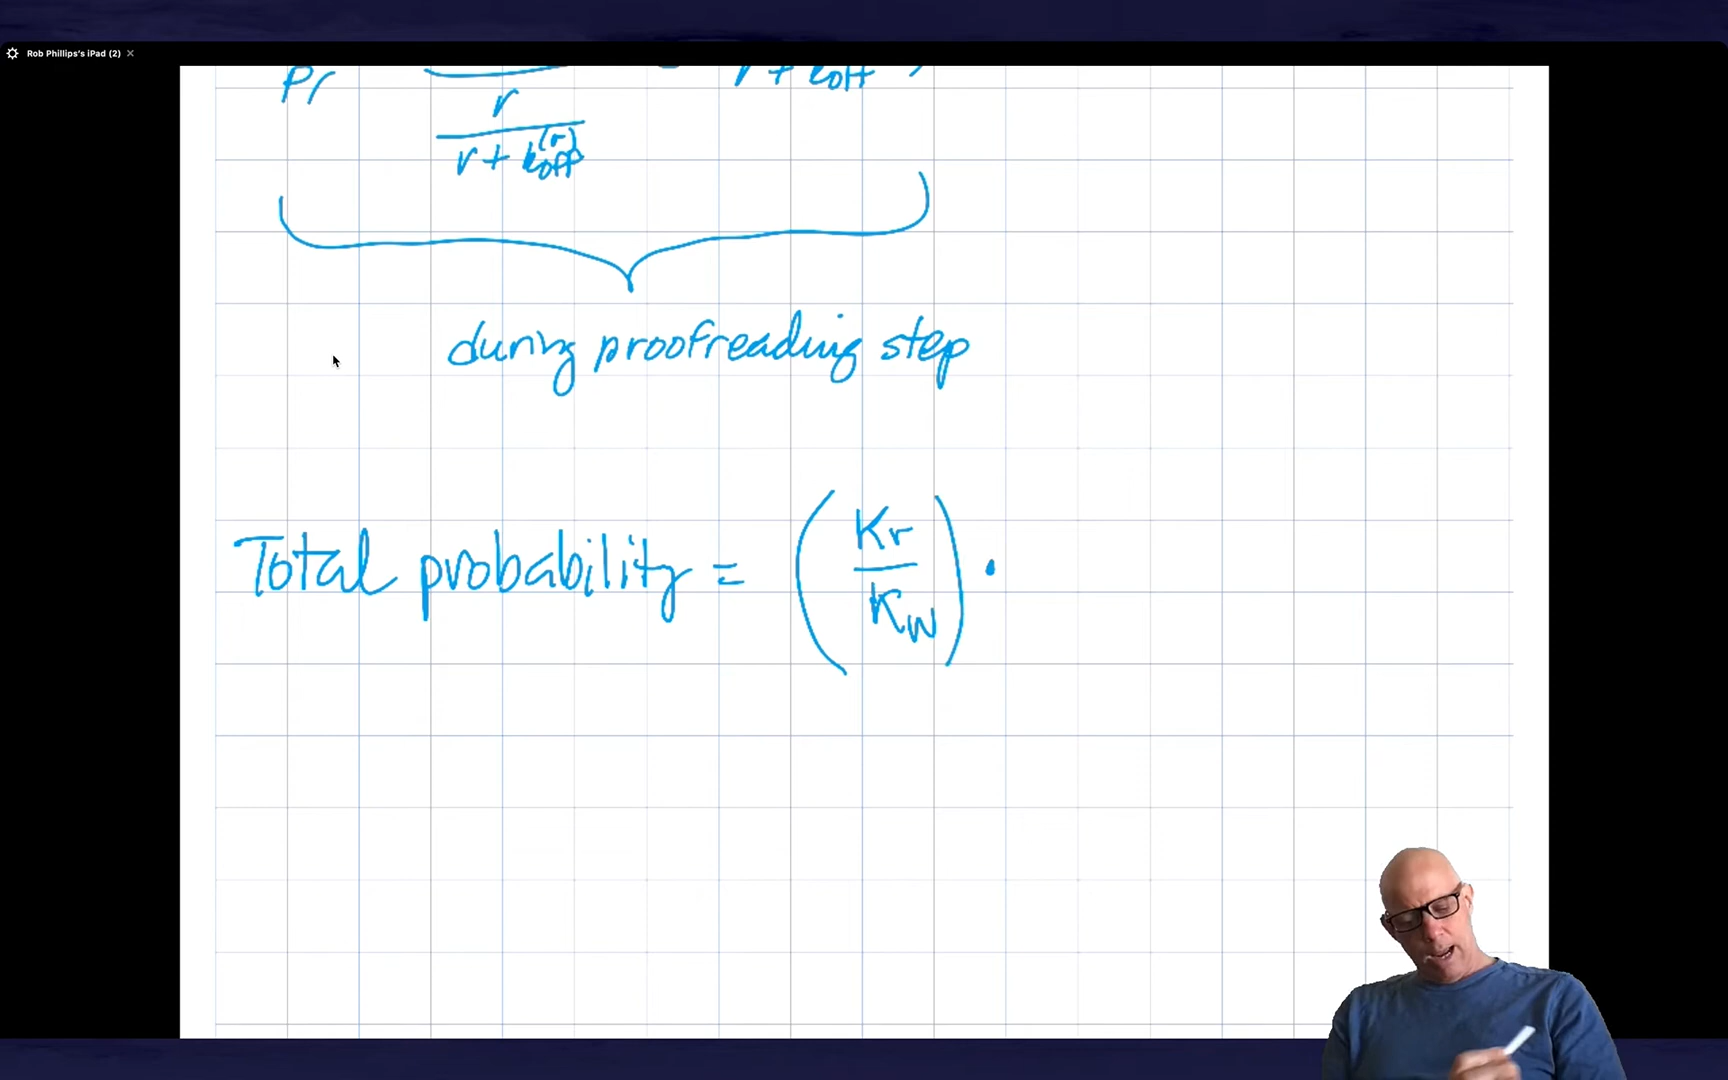 Rob Phillips's iPad (2)
Pr r r + koff
r + koff(r)
during proofreading step
Total probability = (Kr / Kw) ·